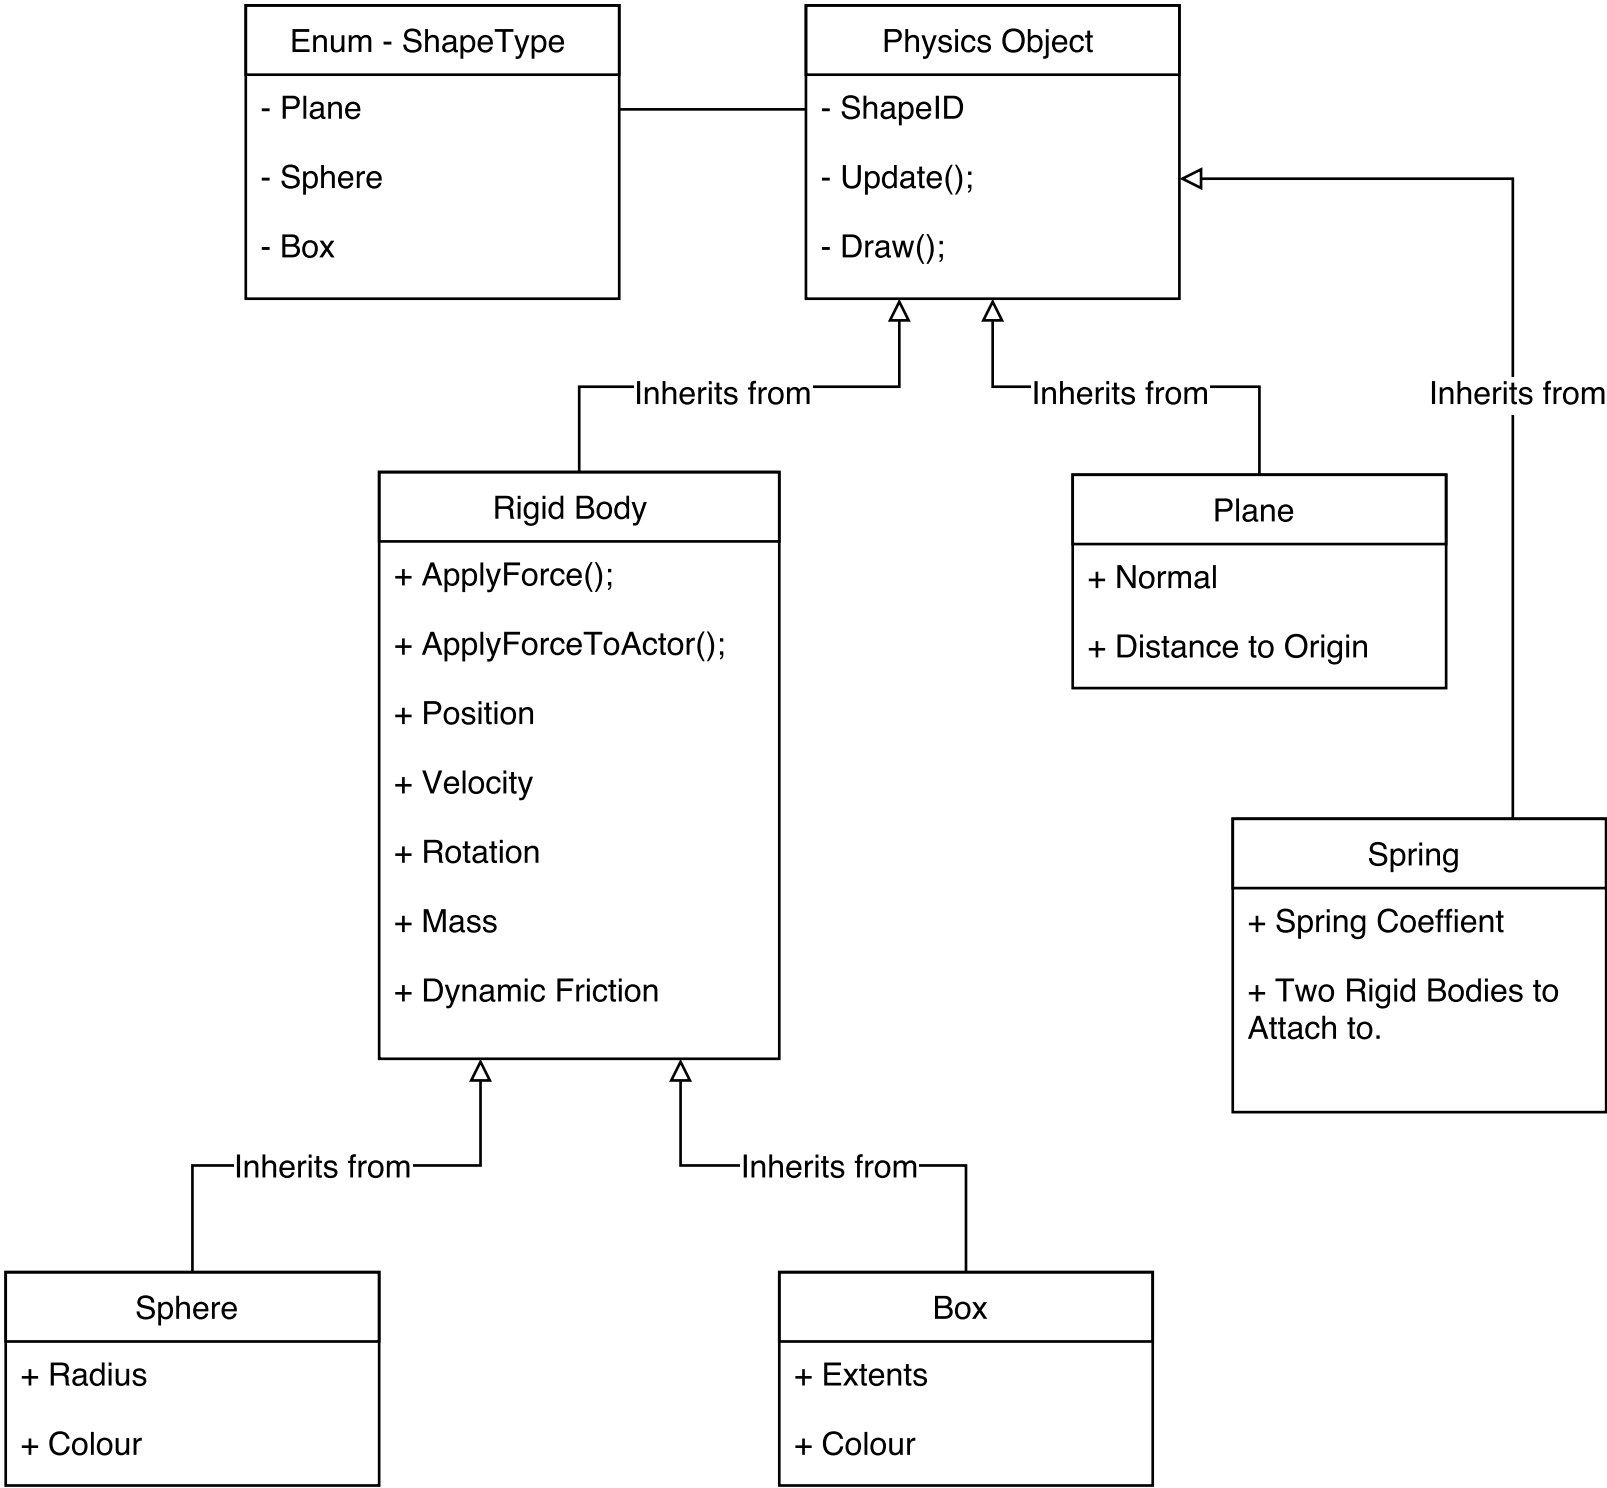 Enum - ShapeType
- Plane
- Sphere
- Box
Physics Object
- ShapeID
- Update();
- Draw();
Inherits from
Inherits from
Inherits from
Rigid Body
+ ApplyForce();
+ ApplyForceToActor();
+ Position
+ Velocity
+ Rotation
+ Mass
+ Dynamic Friction
Plane
+ Normal
+ Distance to Origin
Spring
+ Spring Coeffient
+ Two Rigid Bodies to
Attach to.
Inherits from
Inherits from
Sphere
+ Radius
+ Colour
Box
+ Extents
+ Colour